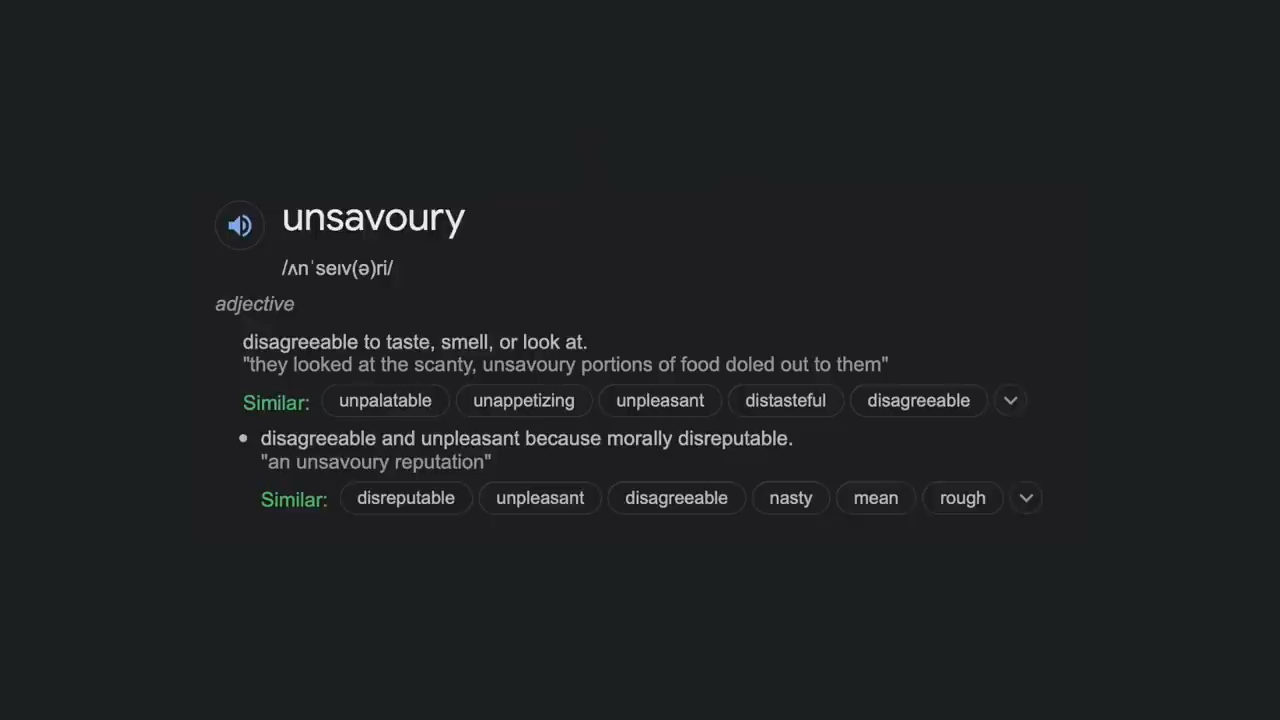 unsavoury
/ʌnˈseɪv(ə)ri/
adjective
disagreeable to taste, smell, or look at.
"they looked at the scanty, unsavoury portions of food doled out to them"
Similar: unpalatable unappetizing unpleasant distasteful disagreeable
• disagreeable and unpleasant because morally disreputable.
"an unsavoury reputation"
Similar: disreputable unpleasant disagreeable nasty mean rough